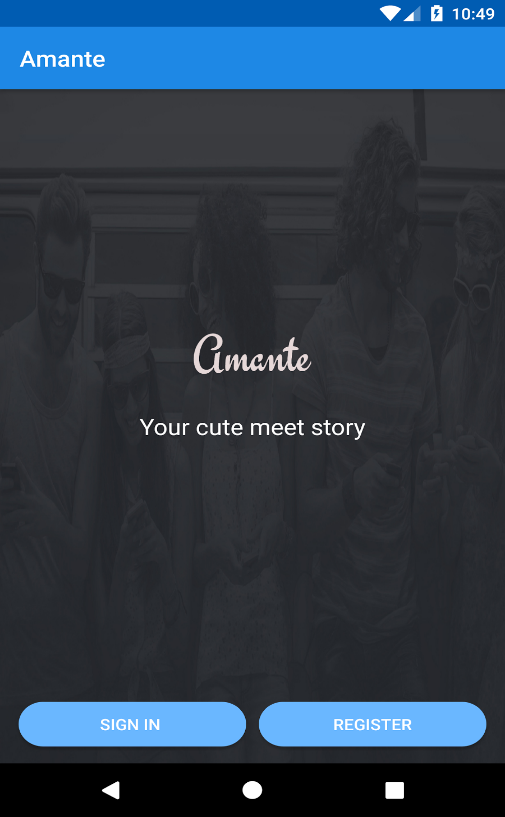 10:49
Amante
Amante
Your cute meet story
SIGN IN
REGISTER